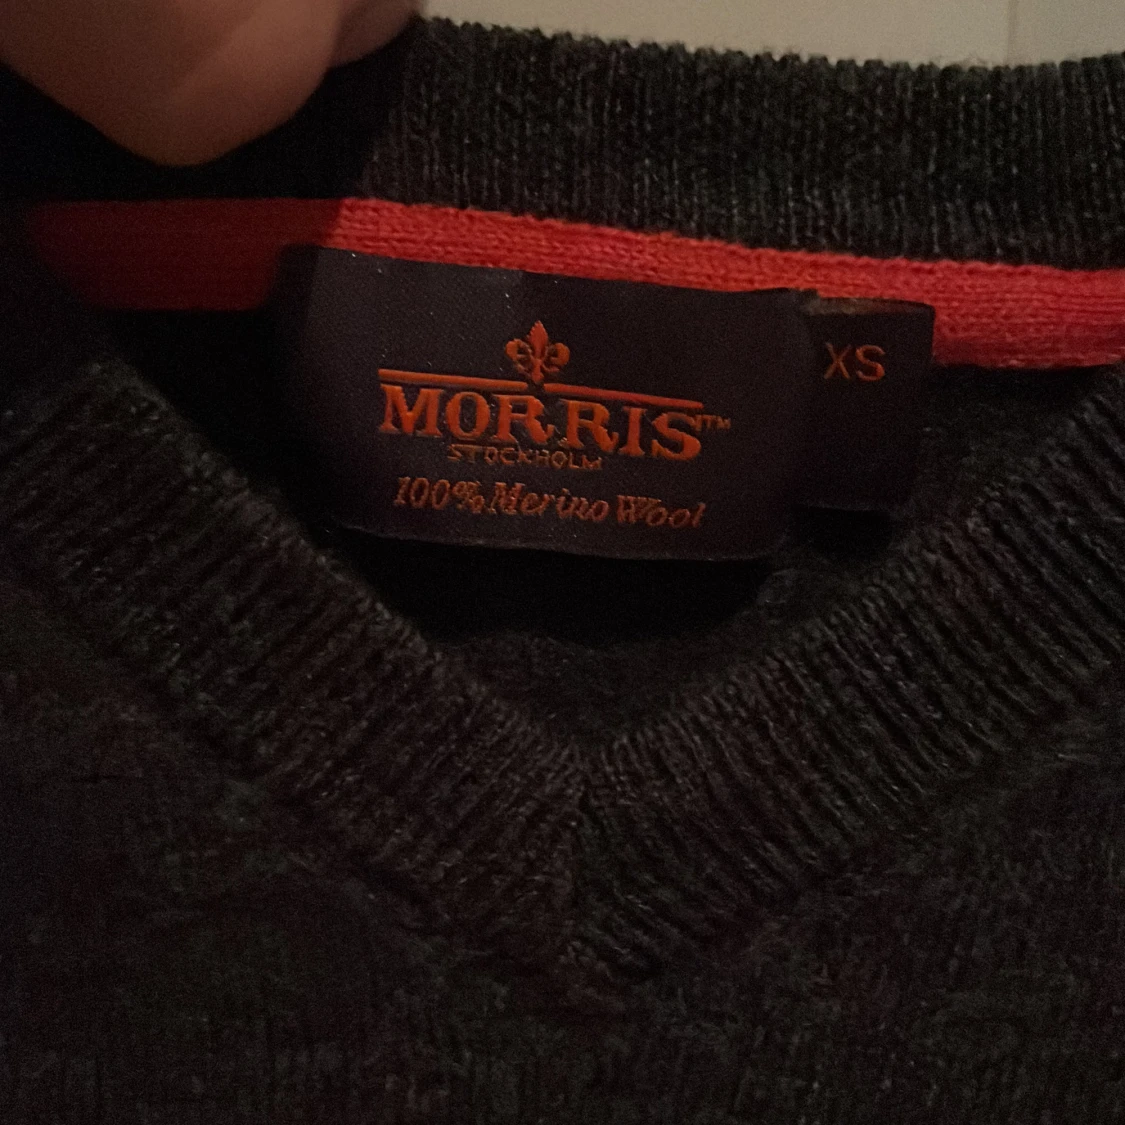 MORRIS™
STOCKHOLM
100% Merino Wool
XS